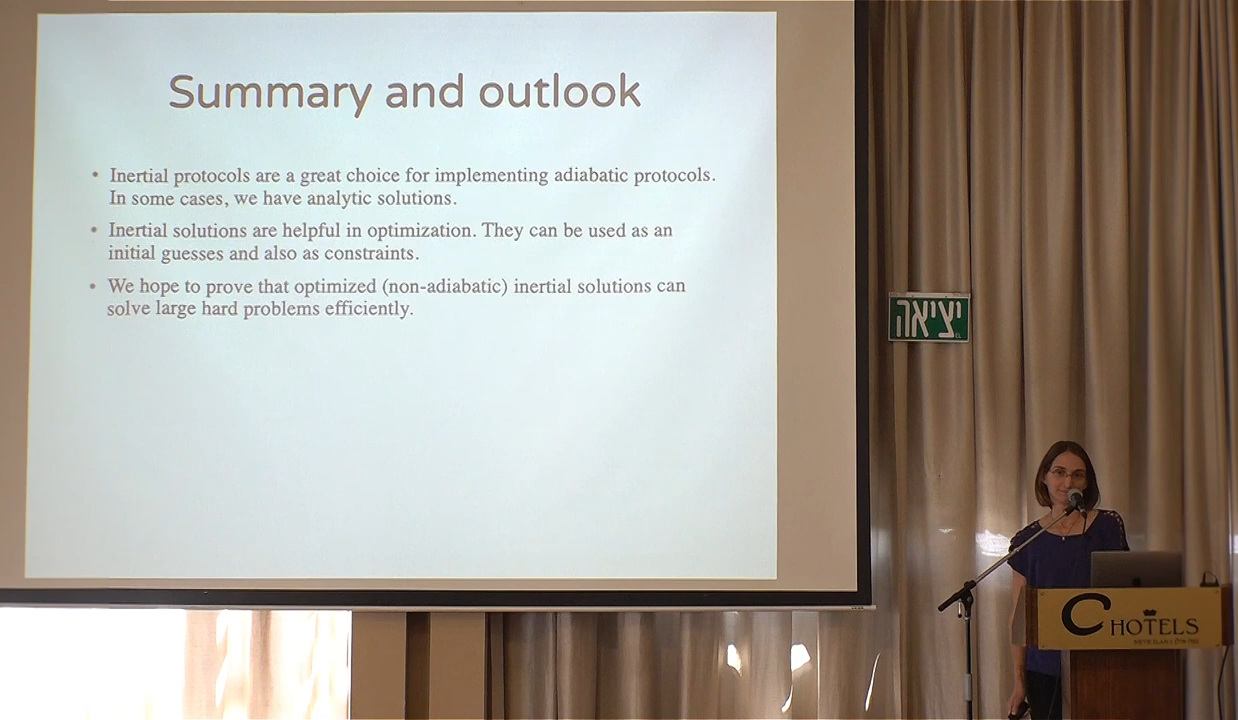 Summary and outlook
• Inertial protocols are a great choice for implementing adiabatic protocols.
In some cases, we have analytic solutions.
• Inertial solutions are helpful in optimization. They can be used as an
initial guesses and also as constraints.
• We hope to prove that optimized (non-adiabatic) inertial solutions can
solve large hard problems efficiently.
יציאה
C HOTELS